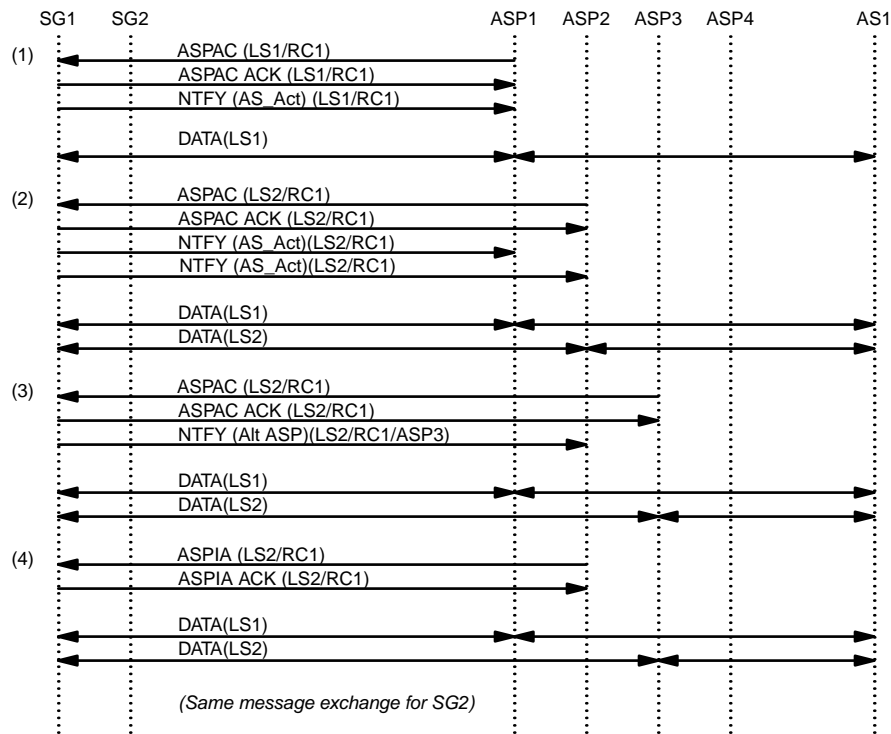 SG1 SG2 ASP1 ASP2 ASP3 ASP4 AS1
(1) ASPAC (LS1/RC1)
ASPAC ACK (LS1/RC1)
NTFY (AS_Act) (LS1/RC1)
DATA(LS1)
(2) ASPAC (LS2/RC1)
ASPAC ACK (LS2/RC1)
NTFY (AS_Act)(LS2/RC1)
NTFY (AS_Act)(LS2/RC1)
DATA(LS1)
DATA(LS2)
(3) ASPAC (LS2/RC1)
ASPAC ACK (LS2/RC1)
NTFY (Alt ASP)(LS2/RC1/ASP3)
DATA(LS1)
DATA(LS2)
(4) ASPIA (LS2/RC1)
ASPIA ACK (LS2/RC1)
DATA(LS1)
DATA(LS2)
(Same message exchange for SG2)